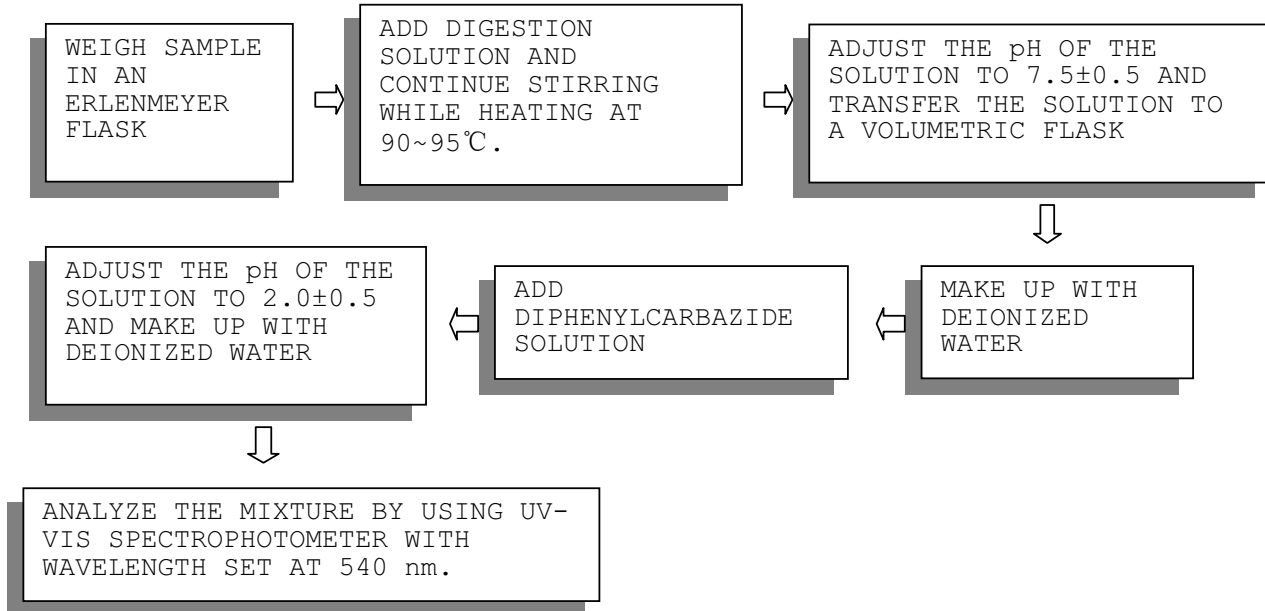 WEIGH SAMPLE
IN AN
ERLENMEYER
FLASK
ADD DIGESTION
SOLUTION AND
CONTINUE STIRRING
WHILE HEATING AT
90~95℃.
ADJUST THE pH OF THE
SOLUTION TO 7.5±0.5 AND
TRANSFER THE SOLUTION TO
A VOLUMETRIC FLASK
MAKE UP WITH
DEIONIZED
WATER
ADD
DIPHENYLCARBAZIDE
SOLUTION
ADJUST THE pH OF THE
SOLUTION TO 2.0±0.5
AND MAKE UP WITH
DEIONIZED WATER
ANALYZE THE MIXTURE BY USING UV-
VIS SPECTROPHOTOMETER WITH
WAVELENGTH SET AT 540 nm.